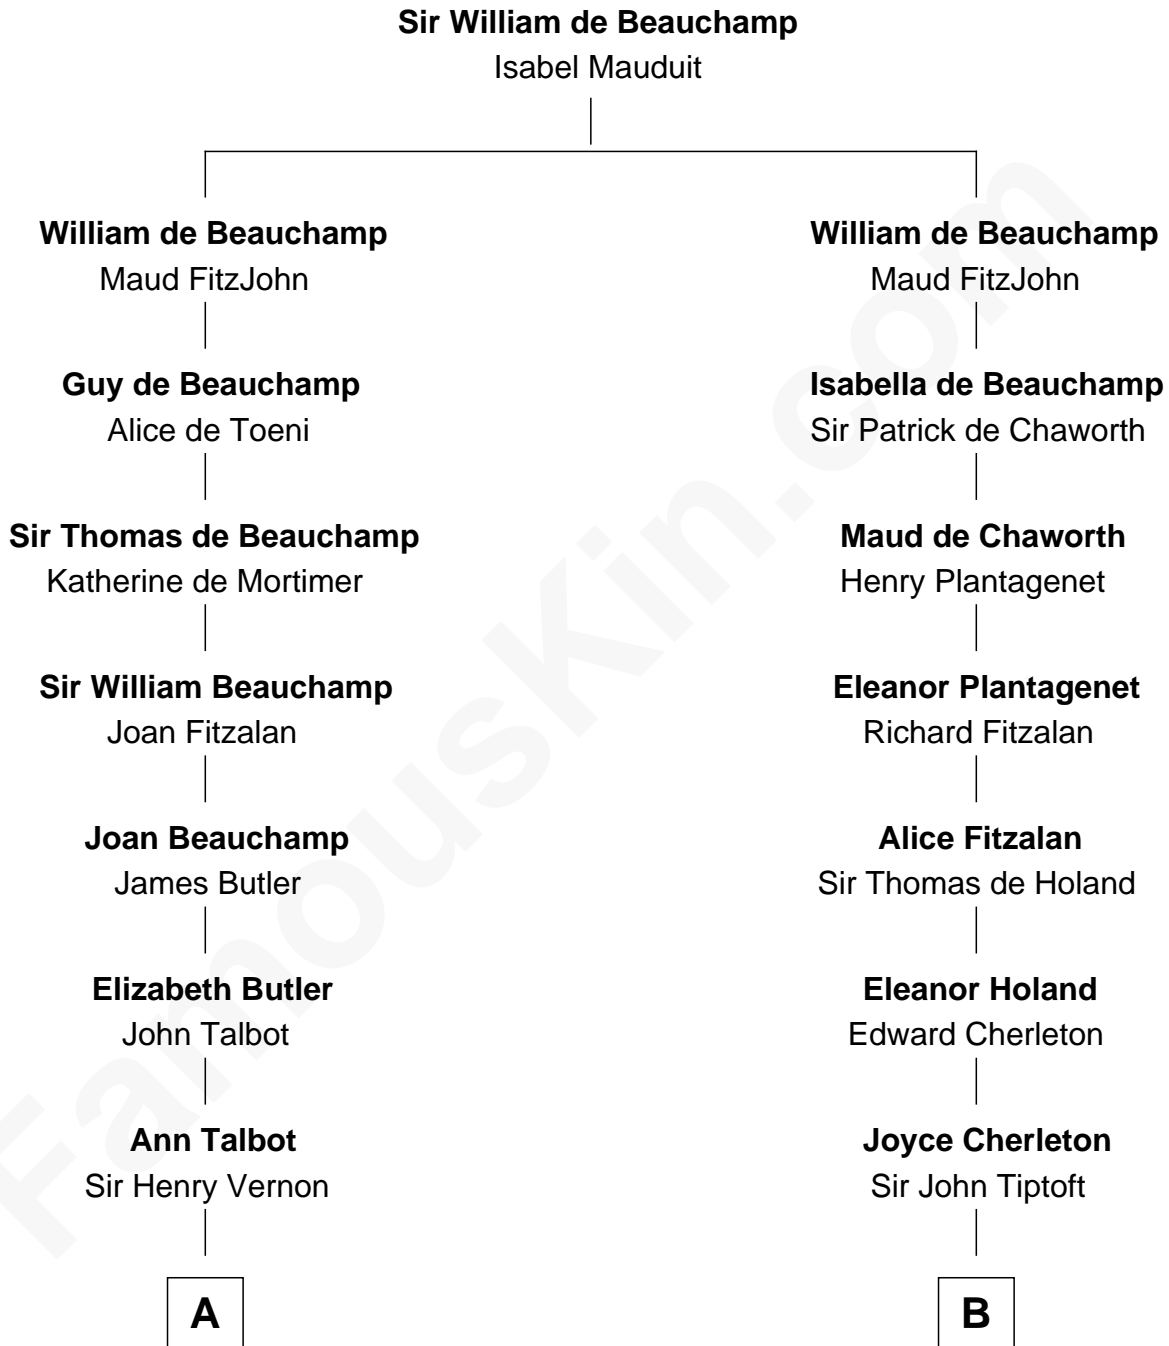 Sir William de Beauchamp
Isabel Mauduit
William de Beauchamp
Maud FitzJohn
William de Beauchamp
Maud FitzJohn
Guy de Beauchamp
Alice de Toeni
Isabella de Beauchamp
Sir Patrick de Chaworth
Sir Thomas de Beauchamp
Katherine de Mortimer
Maud de Chaworth
Henry Plantagenet
Sir William Beauchamp
Joan Fitzalan
Eleanor Plantagenet
Richard Fitzalan
Joan Beauchamp
James Butler
Alice Fitzalan
Sir Thomas de Holand
Elizabeth Butler
John Talbot
Eleanor Holand
Edward Cherleton
Ann Talbot
Sir Henry Vernon
Joyce Cherleton
Sir John Tiptoft
A
B
FamousKin.com